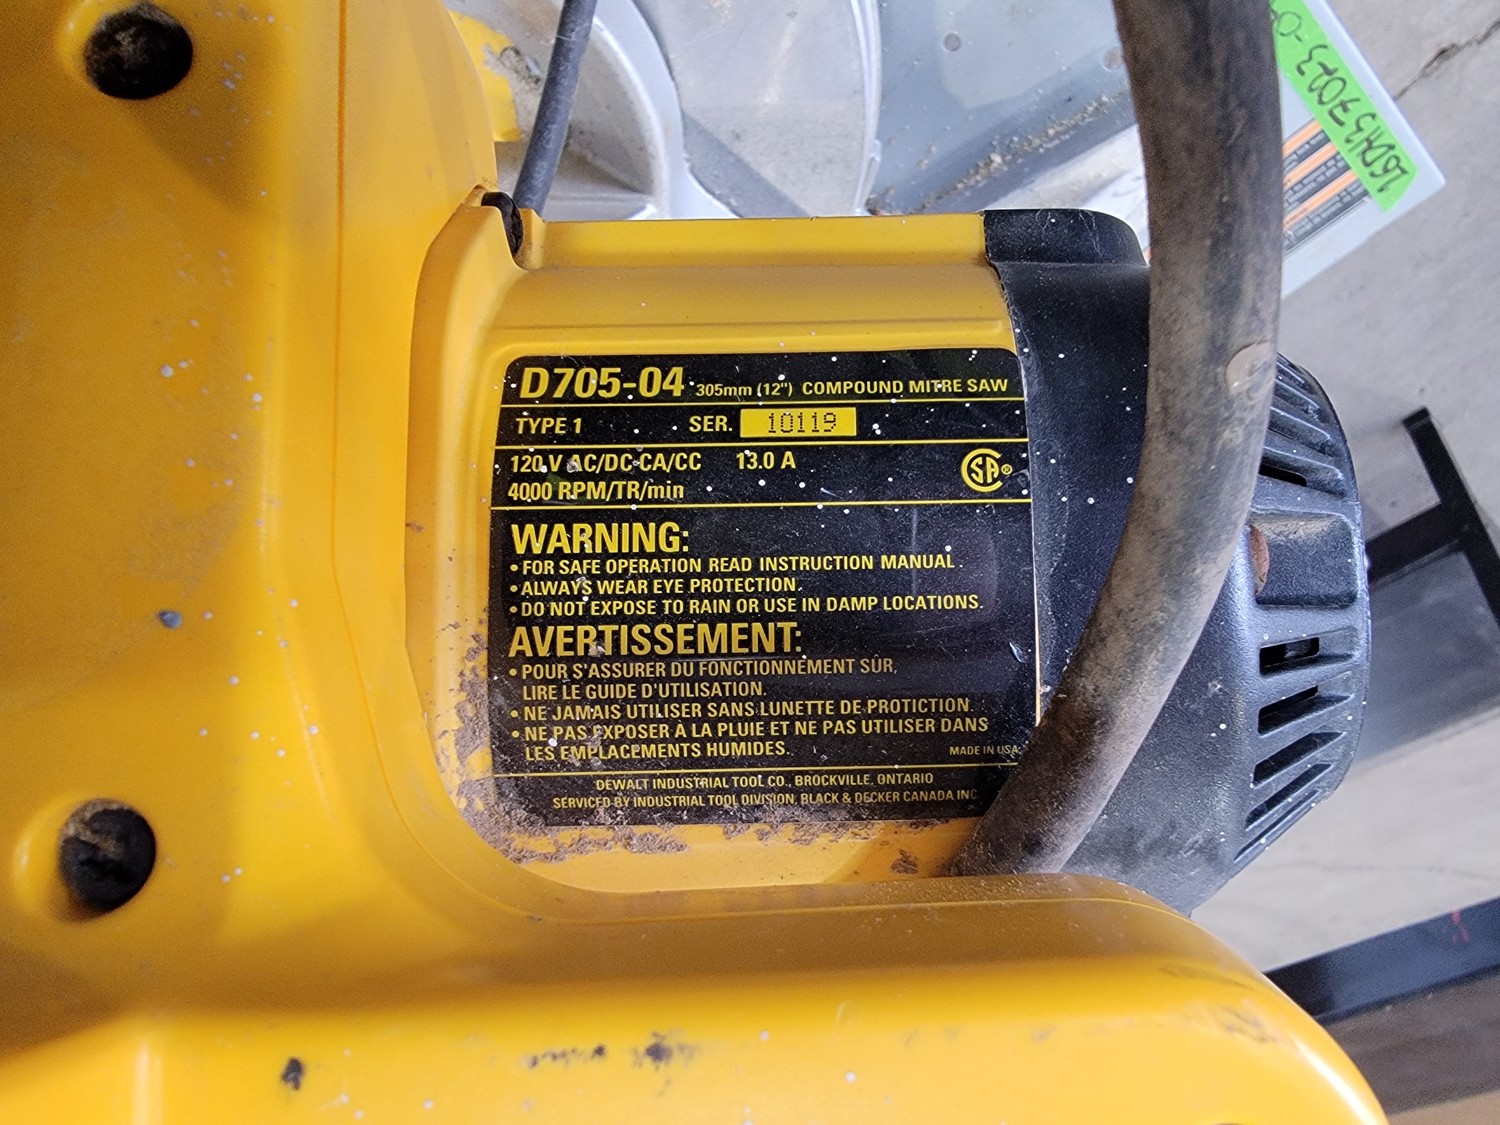 D705-04 305mm (12") COMPOUND MITRE SAW
TYPE 1 SER. 10119
120 V AC/DC-CA/CC 13.0 A
4000 RPM/TR/min
CSA®
WARNING:
• FOR SAFE OPERATION READ INSTRUCTION MANUAL.
• ALWAYS WEAR EYE PROTECTION.
• DO NOT EXPOSE TO RAIN OR USE IN DAMP LOCATIONS.
AVERTISSEMENT:
• POUR S'ASSURER DU FONCTIONNEMENT SUR,
LIRE LE GUIDE D'UTILISATION.
• NE JAMAIS UTILISER SANS LUNETTE DE PROTICTION.
• NE PAS EXPOSER À LA PLUIE ET NE PAS UTILISER DANS
LES EMPLACEMENTS HUMIDES.
MADE IN USA
DEWALT INDUSTRIAL TOOL CO., BROCKVILLE, ONTARIO
SERVICED BY INDUSTRIAL TOOL DIVISION, BLACK & DECKER CANADA INC.